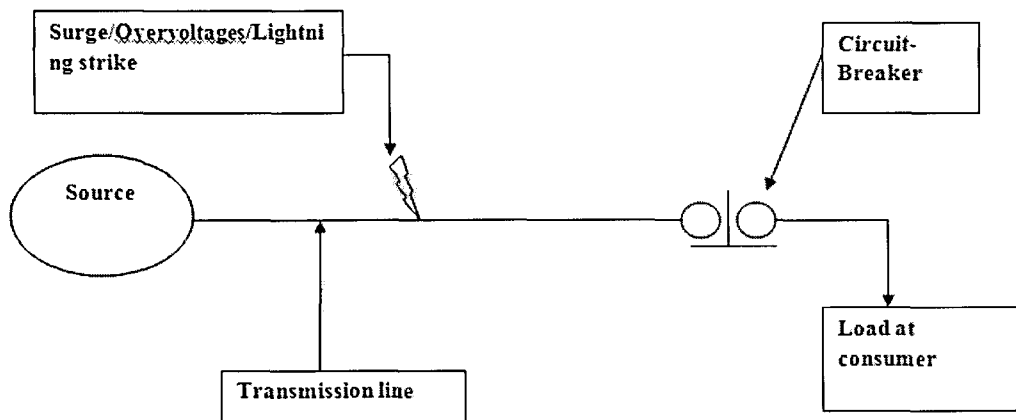 Surge/Overvoltages/Lightni
ng strike
Circuit-
Breaker
Source
Load at
consumer
Transmission line